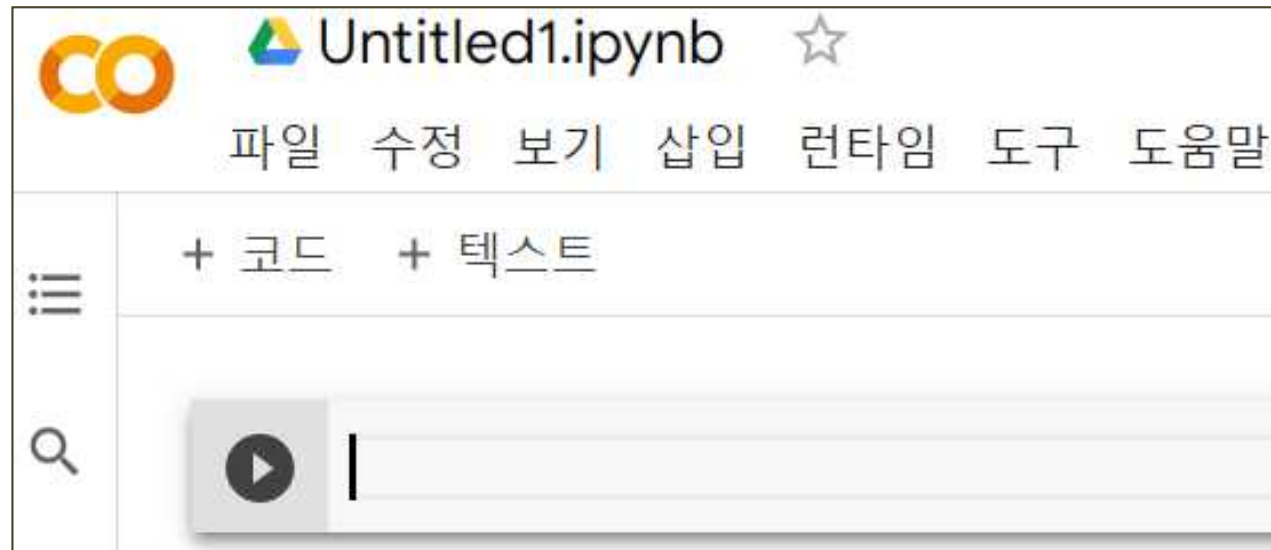 Untitled1.ipynb
파일 수정 보기 삽입 런타임 도구 도움말
+ 코드 + 텍스트